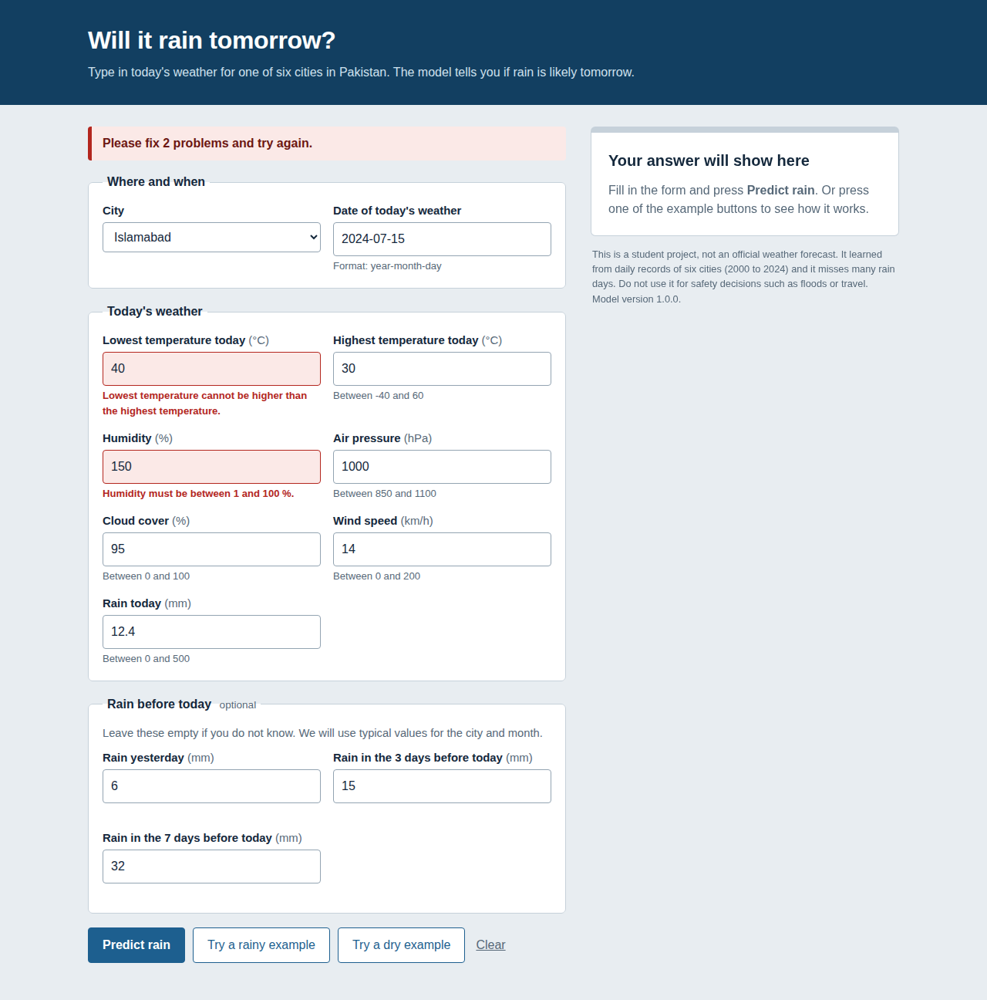 Will it rain tomorrow?
Type in today's weather for one of six cities in Pakistan. The model tells you if rain is likely tomorrow.
Please fix 2 problems and try again.
Where and when
City
Islamabad
Date of today's weather
2024-07-15
Format: year-month-day
Today's weather
Lowest temperature today (°C)
40
Lowest temperature cannot be higher than
the highest temperature.
Highest temperature today (°C)
30
Between -40 and 60
Humidity (%)
150
Humidity must be between 1 and 100 %.
Air pressure (hPa)
1000
Between 850 and 1100
Cloud cover (%)
95
Between 0 and 100
Wind speed (km/h)
14
Between 0 and 200
Rain today (mm)
12.4
Between 0 and 500
Rain before today optional
Leave these empty if you do not know. We will use typical values for the city and month.
Rain yesterday (mm)
6
Rain in the 3 days before today (mm)
15
Rain in the 7 days before today (mm)
32
Predict rain
Try a rainy example
Try a dry example
Clear
Your answer will show here
Fill in the form and press Predict rain. Or press
one of the example buttons to see how it works.
This is a student project, not an official weather forecast. It learned
from daily records of six cities (2000 to 2024) and it misses many rain
days. Do not use it for safety decisions such as floods or travel.
Model version 1.0.0.